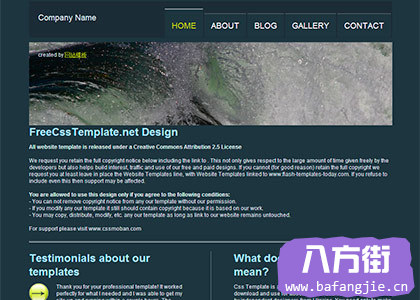 Company Name
HOME
ABOUT
BLOG
GALLERY
CONTACT
created by 网站模板
FreeCssTemplate.net Design
All website template is released under a Creative Commons Attribution 2.5 License
We request you retain the full copyright notice below including the link to . This not only gives respect to the large amount of time given freely by the
developers but also helps build interest, traffic and use of our free and paid designs. If you cannot (for good reason) retain the full copyright we
request you at least leave in place the Website Templates line, with Website Templates linked to www.flash-templates-today.com. If you refuse to
include even this then support may be affected.
You are allowed to use this design only if you agree to the following conditions:
- You can not remove copyright notice from any our template without our permission.
- If you modify any our template it still should contain copyright because it is based on our work.
- You may copy, distribute, modify, etc. any our template as long as link to our website remains untouched.
For support please visit www.cssmoban.com
Testimonials about our
templates
What do
mean?
Thank you for your professional template! It worked
perfectly for what I needed and I was able to get my
Css Template is a
download and use fo
八方街
www.bafangjie.cn